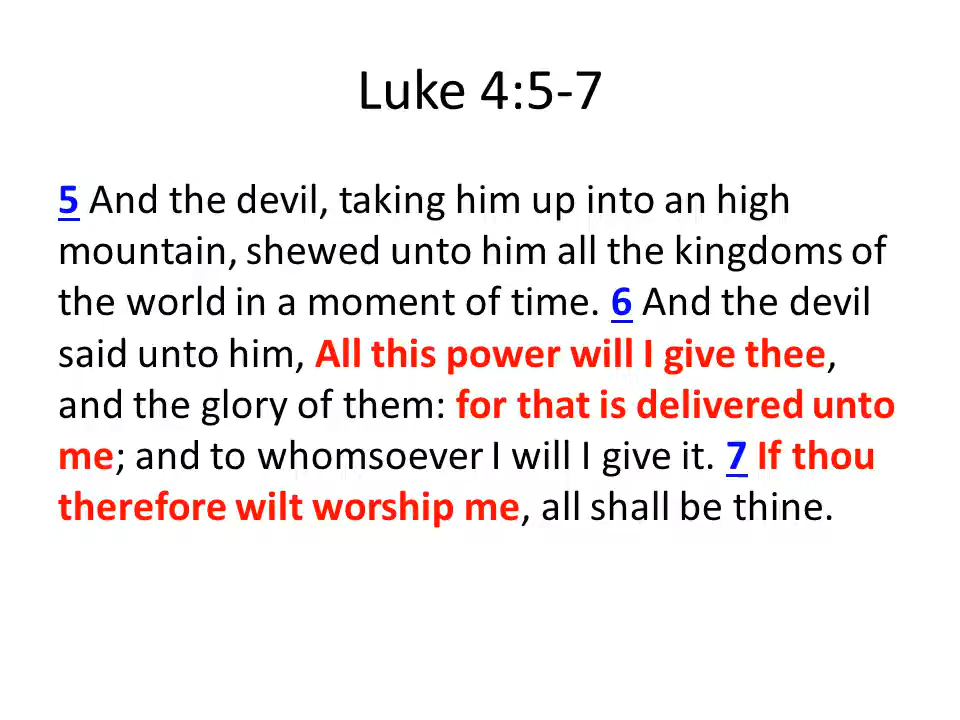 Luke 4:5-7
5 And the devil, taking him up into an high
mountain, shewed unto him all the kingdoms of
the world in a moment of time. 6 And the devil
said unto him, All this power will I give thee,
and the glory of them: for that is delivered unto
me; and to whomsoever I will I give it. 7 If thou
therefore wilt worship me, all shall be thine.